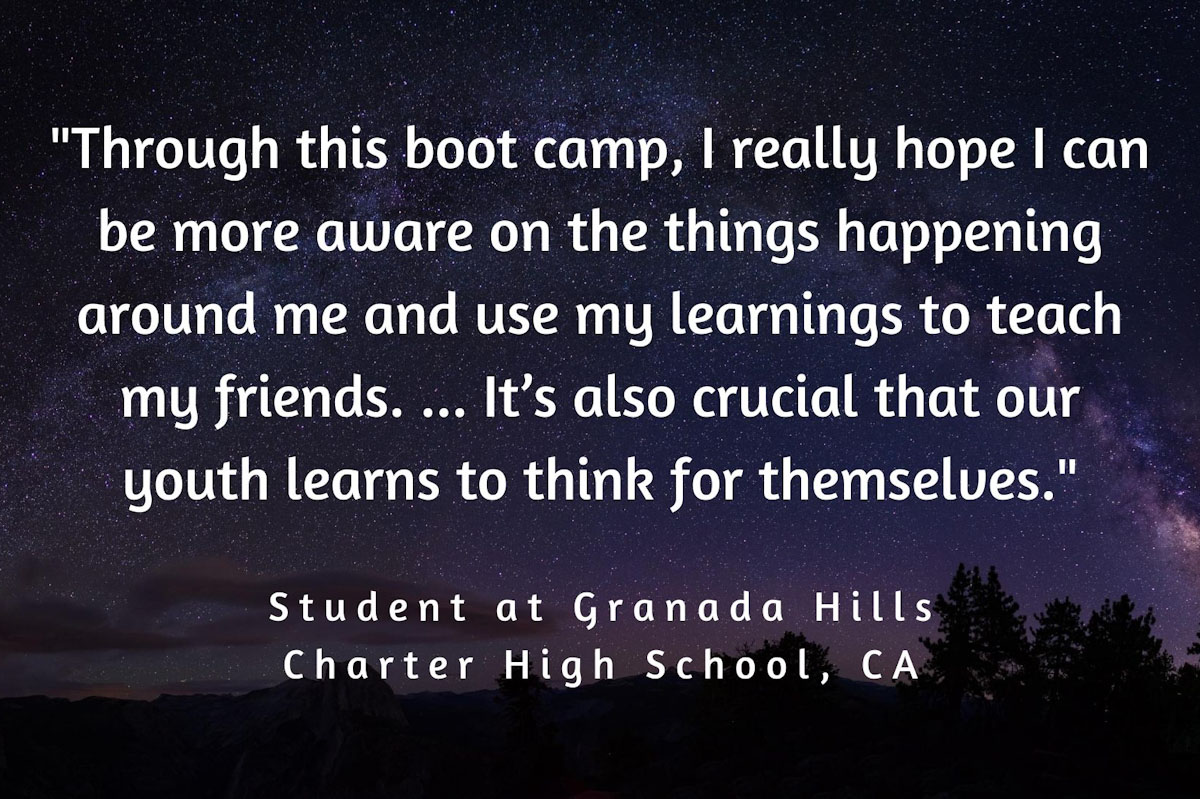 "Through this boot camp, I really hope I can
be more aware on the things happening
around me and use my learnings to teach
my friends. ... It’s also crucial that our
youth learns to think for themselves."
Student at Granada Hills
Charter High School, CA